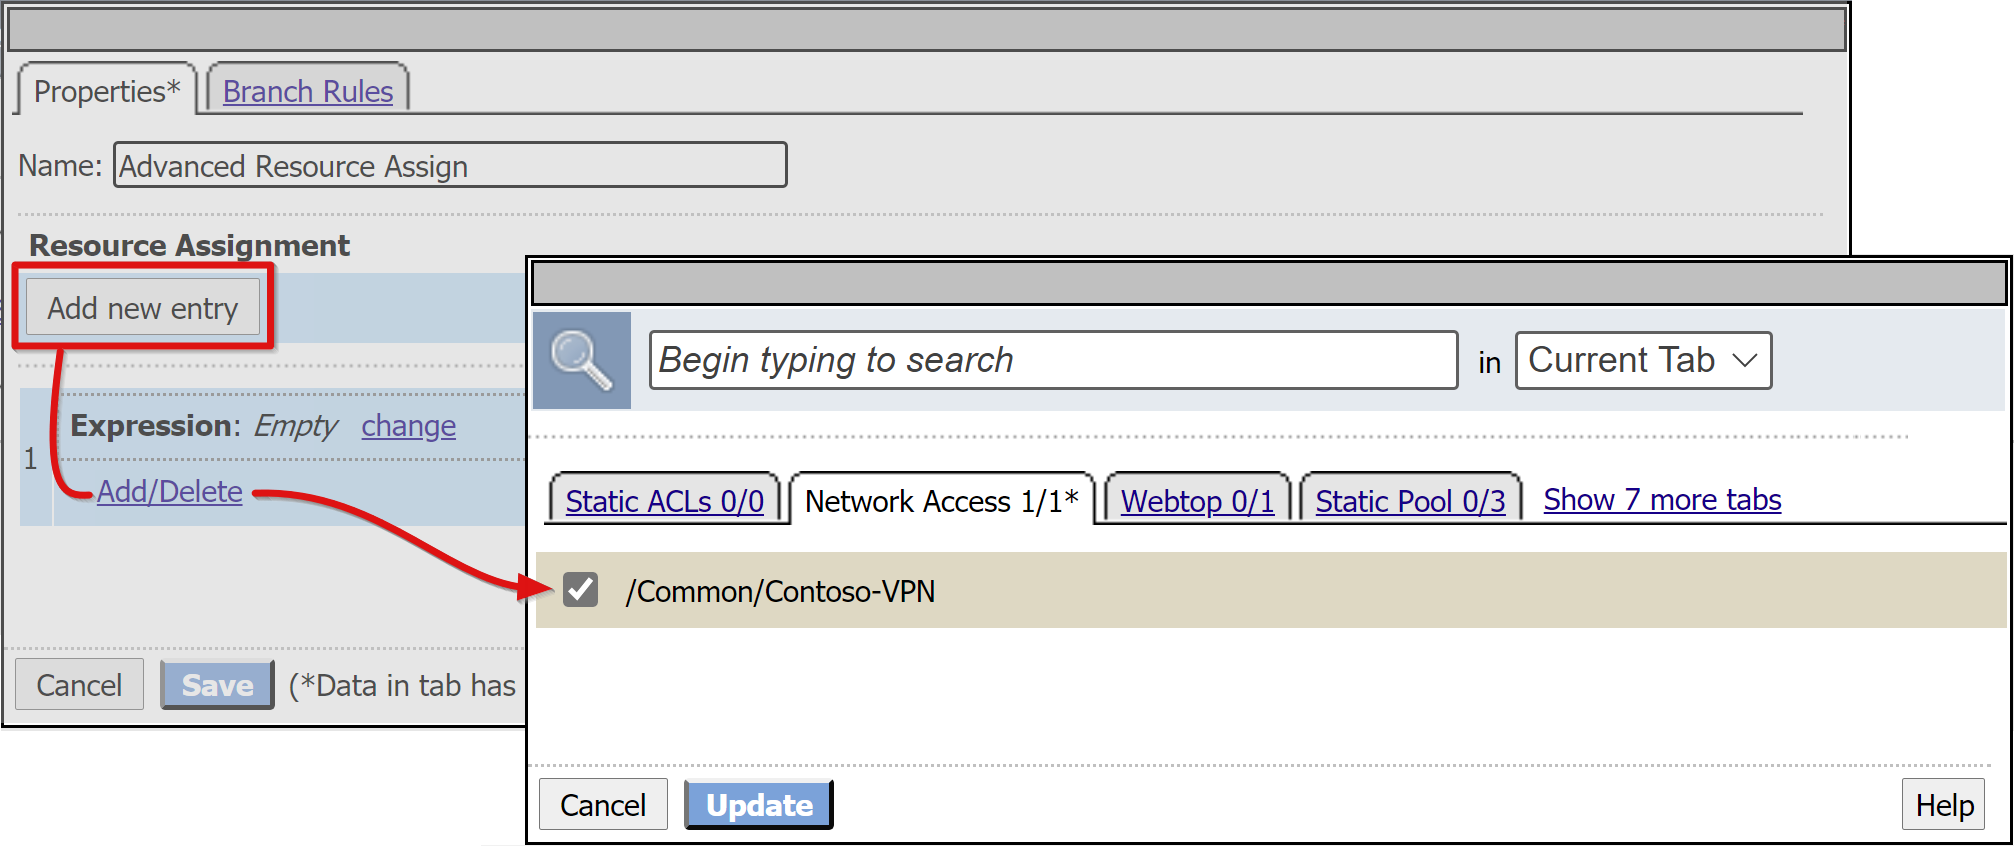 Properties* Branch Rules
Name: Advanced Resource Assign
Resource Assignment
Add new entry
1
Expression: Empty change
Add/Delete
Cancel Save (*Data in tab has
Begin typing to search in Current Tab
Static ACLs 0/0 Network Access 1/1* Webtop 0/1 Static Pool 0/3 Show 7 more tabs
/Common/Contoso-VPN
Cancel Update Help